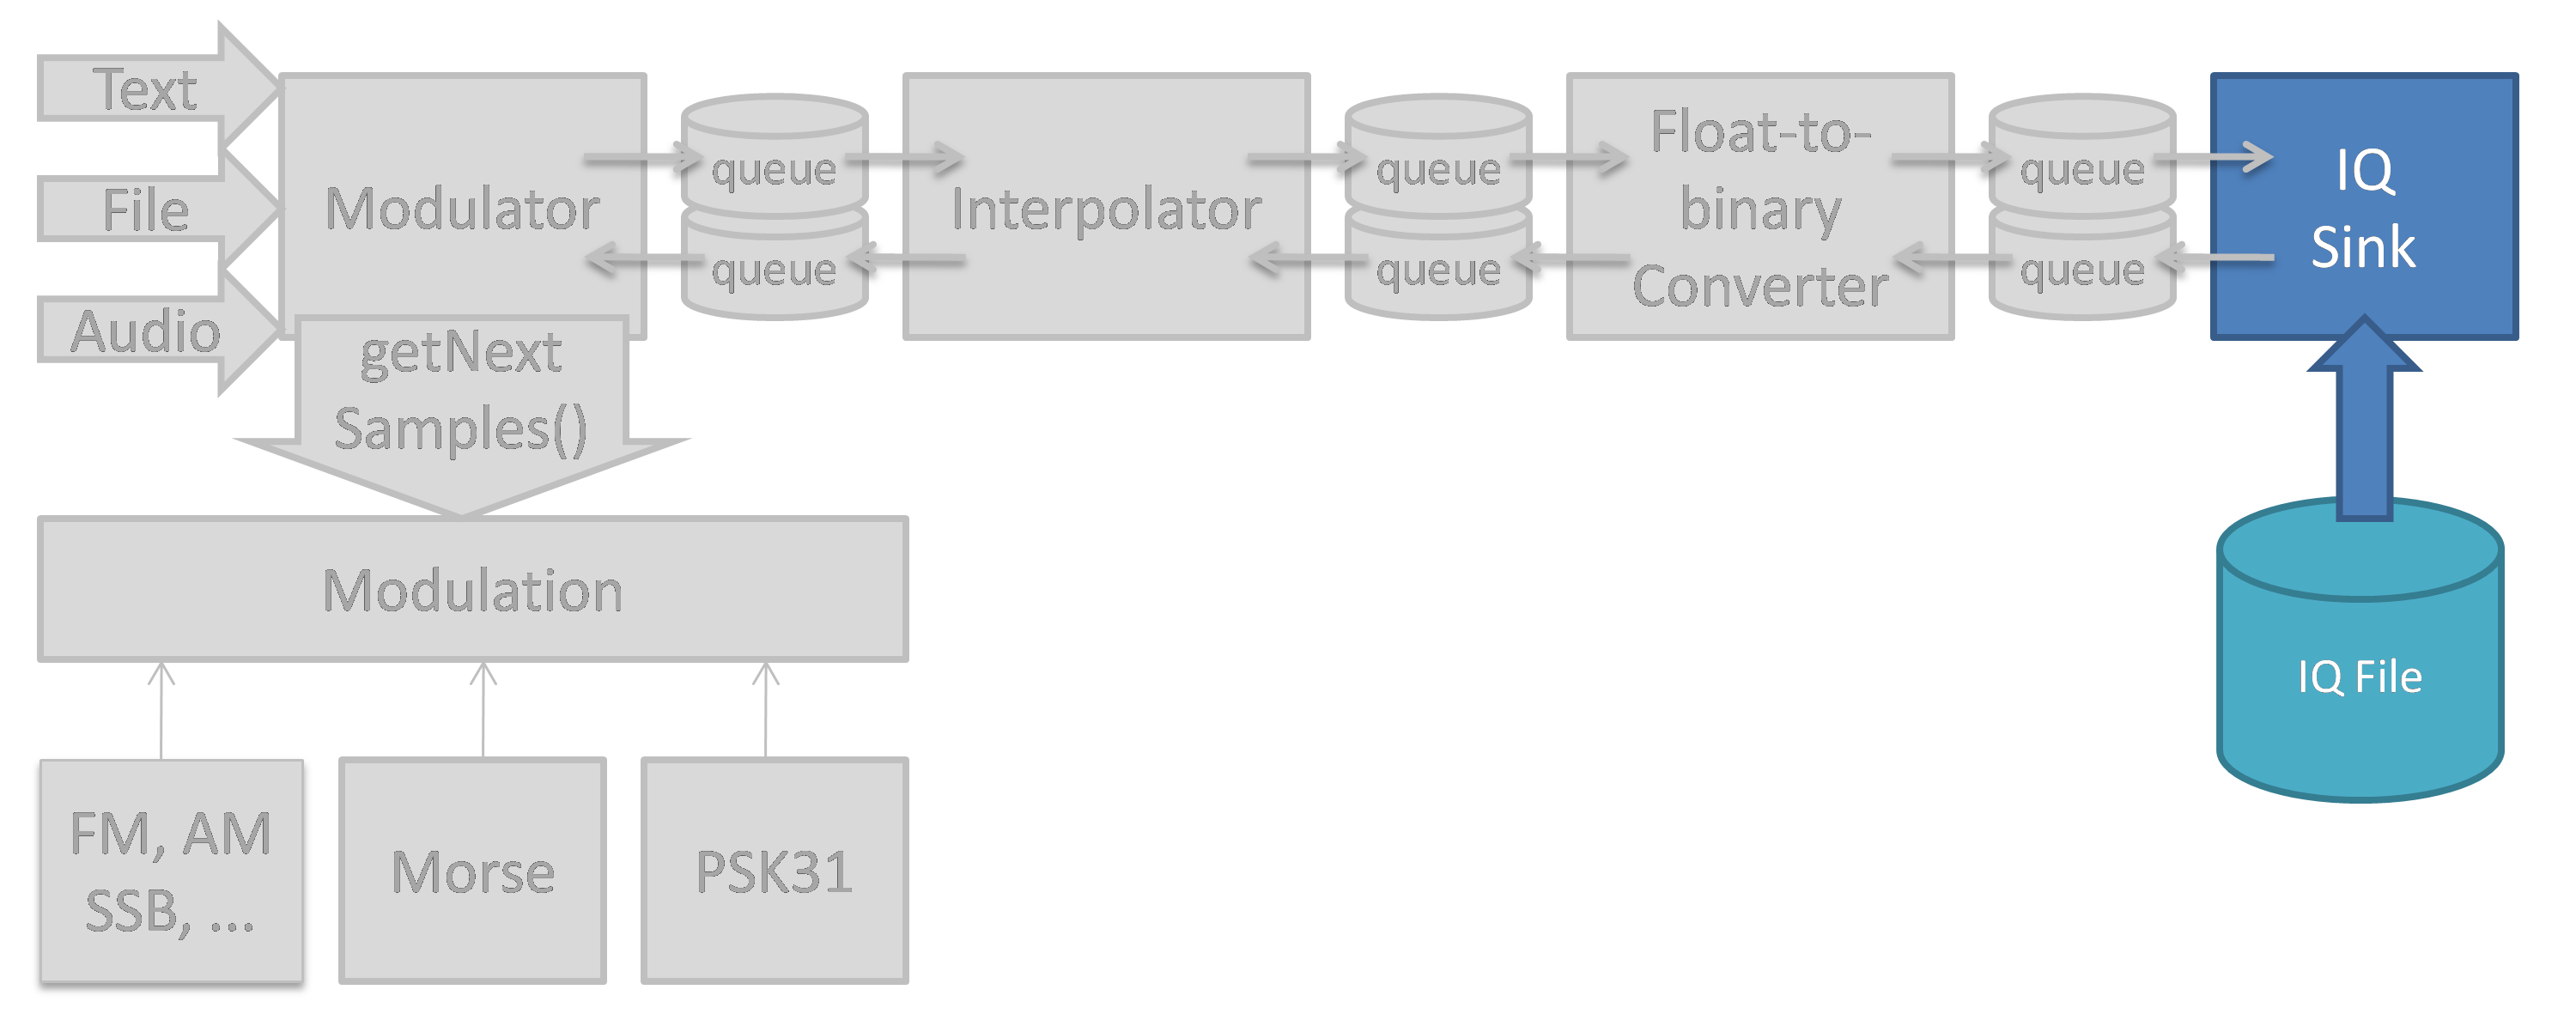 Text
File
Audio
Modulator
queue
queue
Interpolator
queue
queue
Float-to-
binary
Converter
queue
queue
IQ
Sink
getNext
Samples()
Modulation
IQ File
FM, AM
SSB, ...
Morse
PSK31